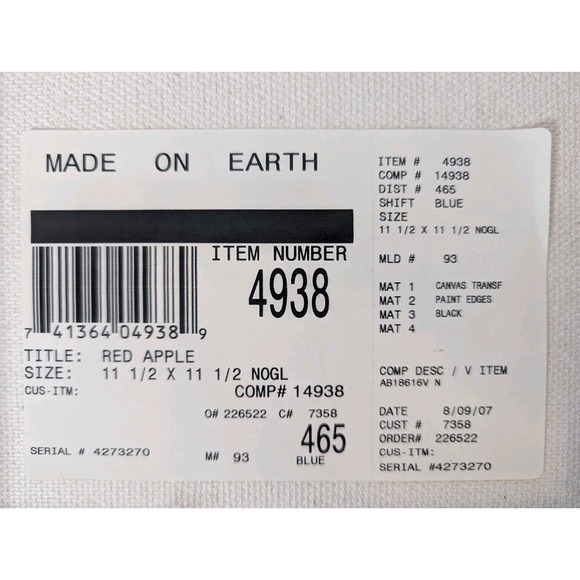 MADE ON EARTH
ITEM NUMBER
4938
7 41364 04938 9
TITLE: RED APPLE
SIZE: 11 1/2 X 11 1/2 NOGL
CUS-ITM: COMP# 14938
O# 226522 C# 7358
465
SERIAL # 4273270 M# 93 BLUE
ITEM # 4938
COMP # 14938
DIST # 465
SHIFT BLUE
SIZE
11 1/2 X 11 1/2 NOGL
MLD # 93
MAT 1 CANVAS TRANSF
MAT 2 PAINT EDGES
MAT 3 BLACK
MAT 4
COMP DESC / V ITEM
AB18616V N
DATE 8/09/07
CUST # 7358
ORDER# 226522
CUS-ITM:
SERIAL #4273270